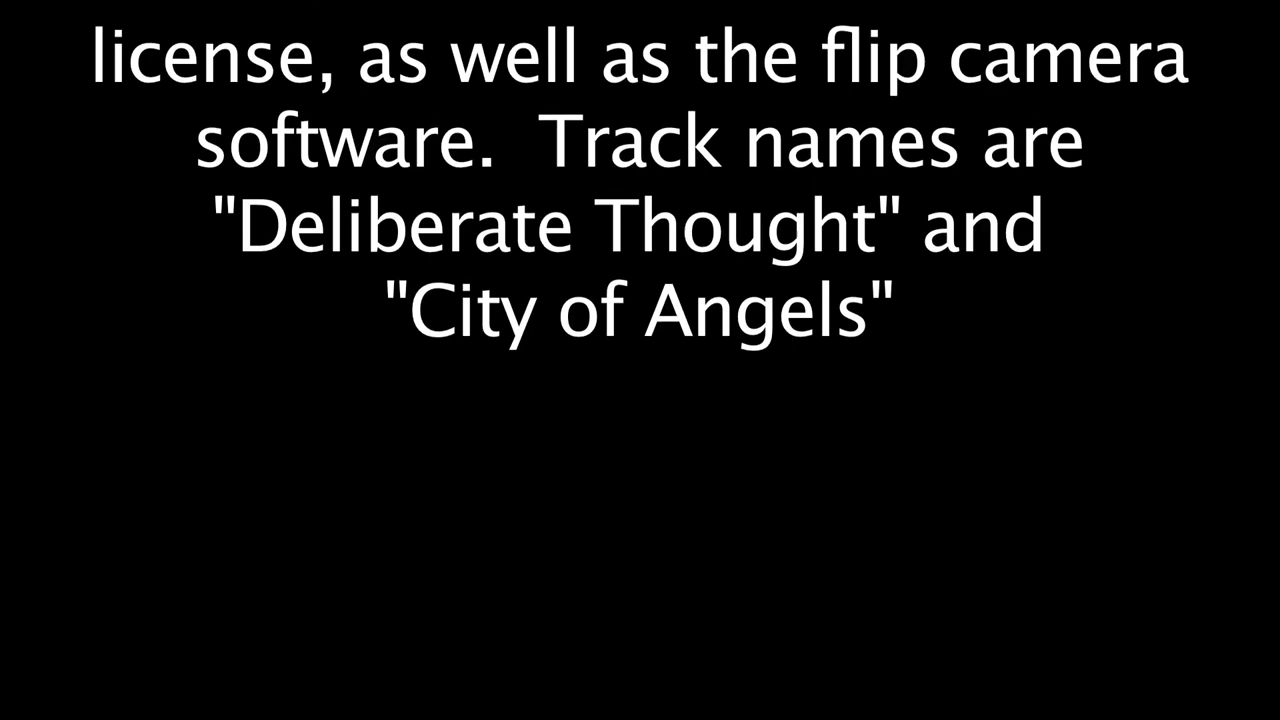 license, as well as the flip camera
software.  Track names are
"Deliberate Thought" and
"City of Angels"